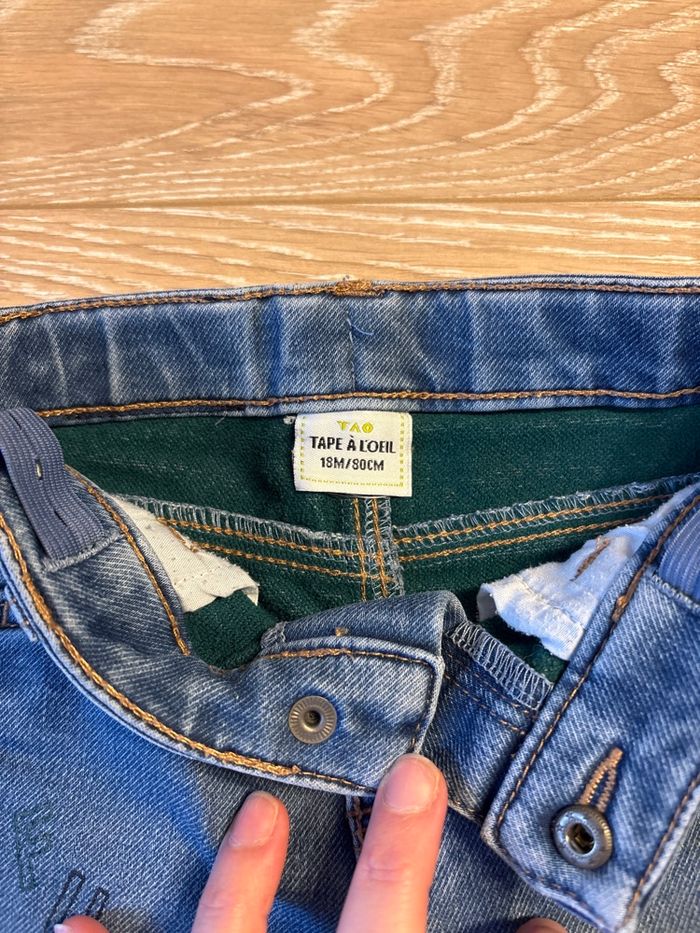 TAO
TAPE À L'OEIL
18M/80CM